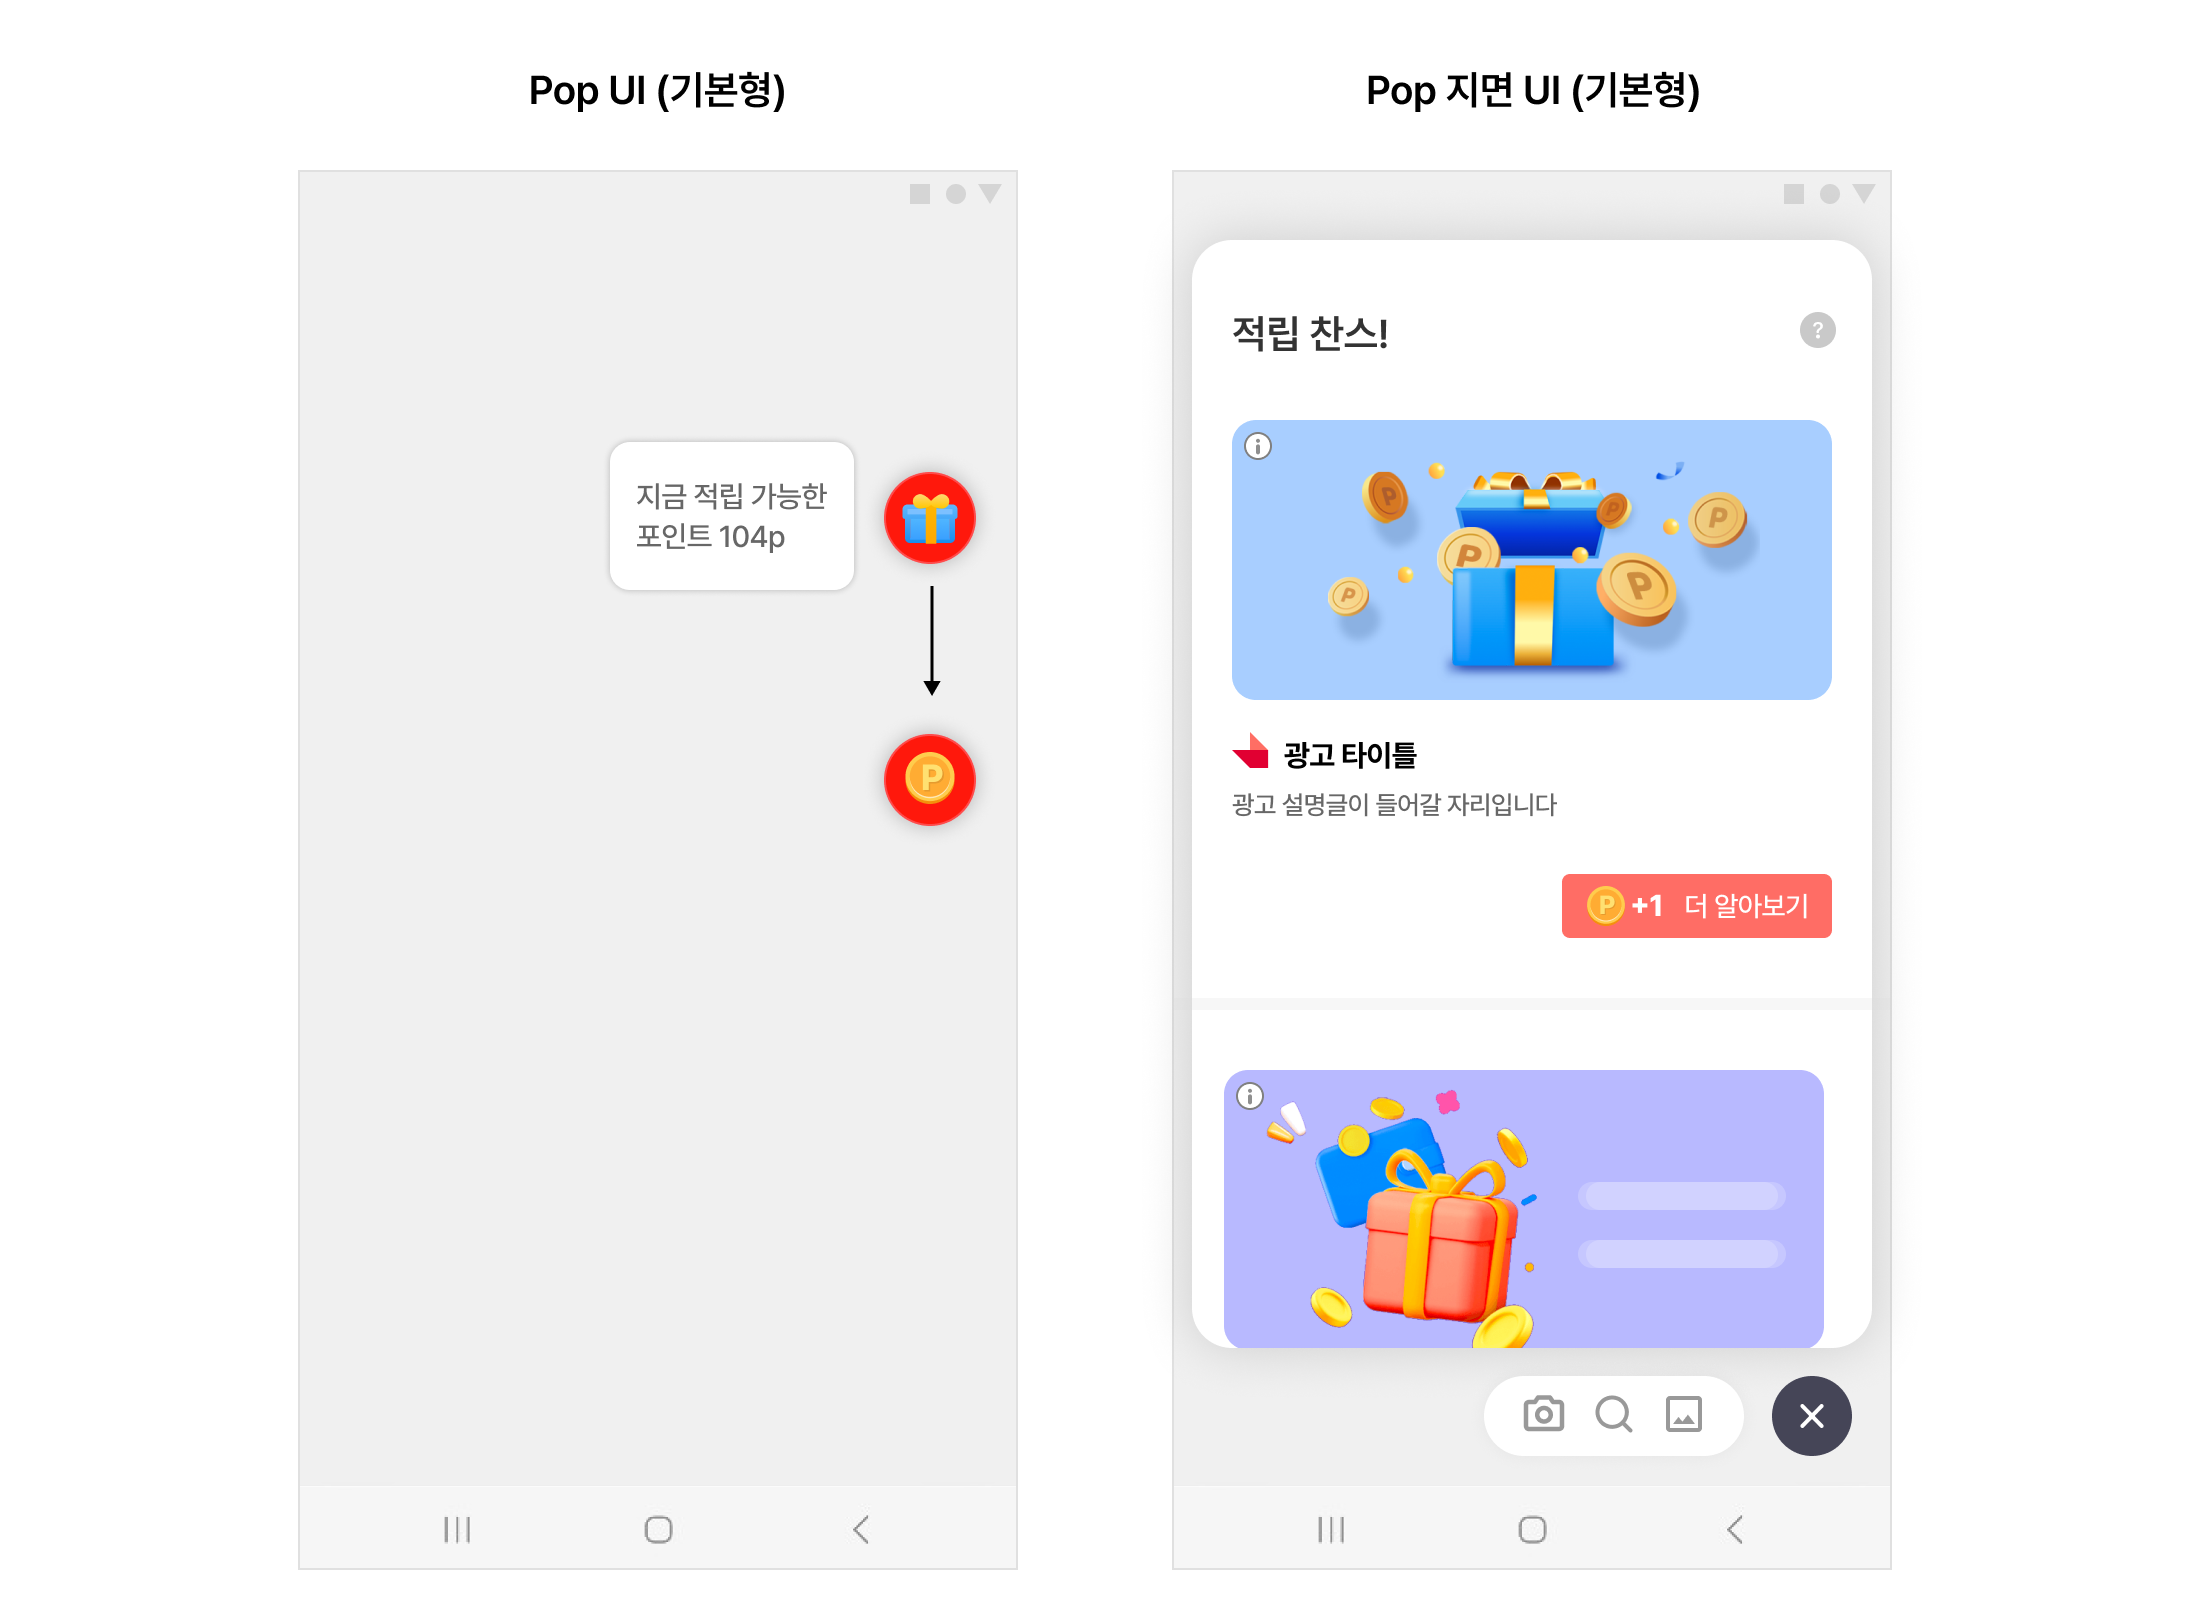 Pop UI (기본형)
지금 적립 가능한
포인트 104p
P
Pop 지면 UI (기본형)
적립 찬스!
?
P
P
P
P
P
P
광고 타이틀
광고 설명글이 들어갈 자리입니다
P +1 더 알아보기